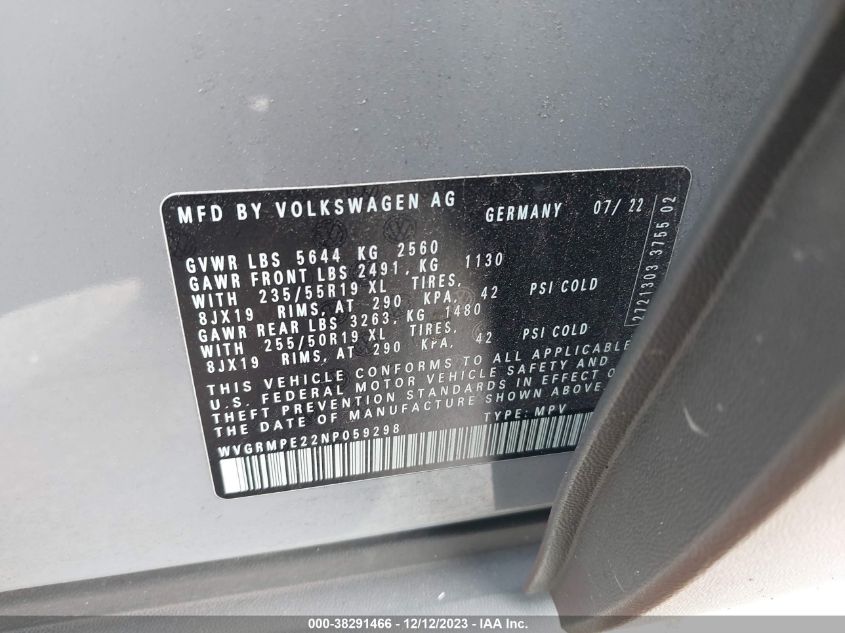 MFD BY VOLKSWAGEN AG GERMANY 07/ 22
GVWR LBS 5644 KG 2560
GAWR FRONT LBS 2491, KG 1130
WITH 235/55R19 XL TIRES,
8JX19 RIMS, AT 290 KPA, 42 PSI COLD
GAWR REAR LBS 3263, KG 1480
WITH 255/50R19 XL TIRES,
8JX19 RIMS, AT 290 KPA, 42 PSI COLD
THIS VEHICLE CONFORMS TO ALL APPLICABLE
U.S. FEDERAL MOTOR VEHICLE SAFETY AND
THEFT PREVENTION STANDARDS IN EFFECT O
THE DATE OF MANUFACTURE SHOWN ABOVE.
WVGRMPE22NP059298 TYPE: MPV
2721303 3755 02
000-38291466 - 12/12/2023 - IAA Inc.